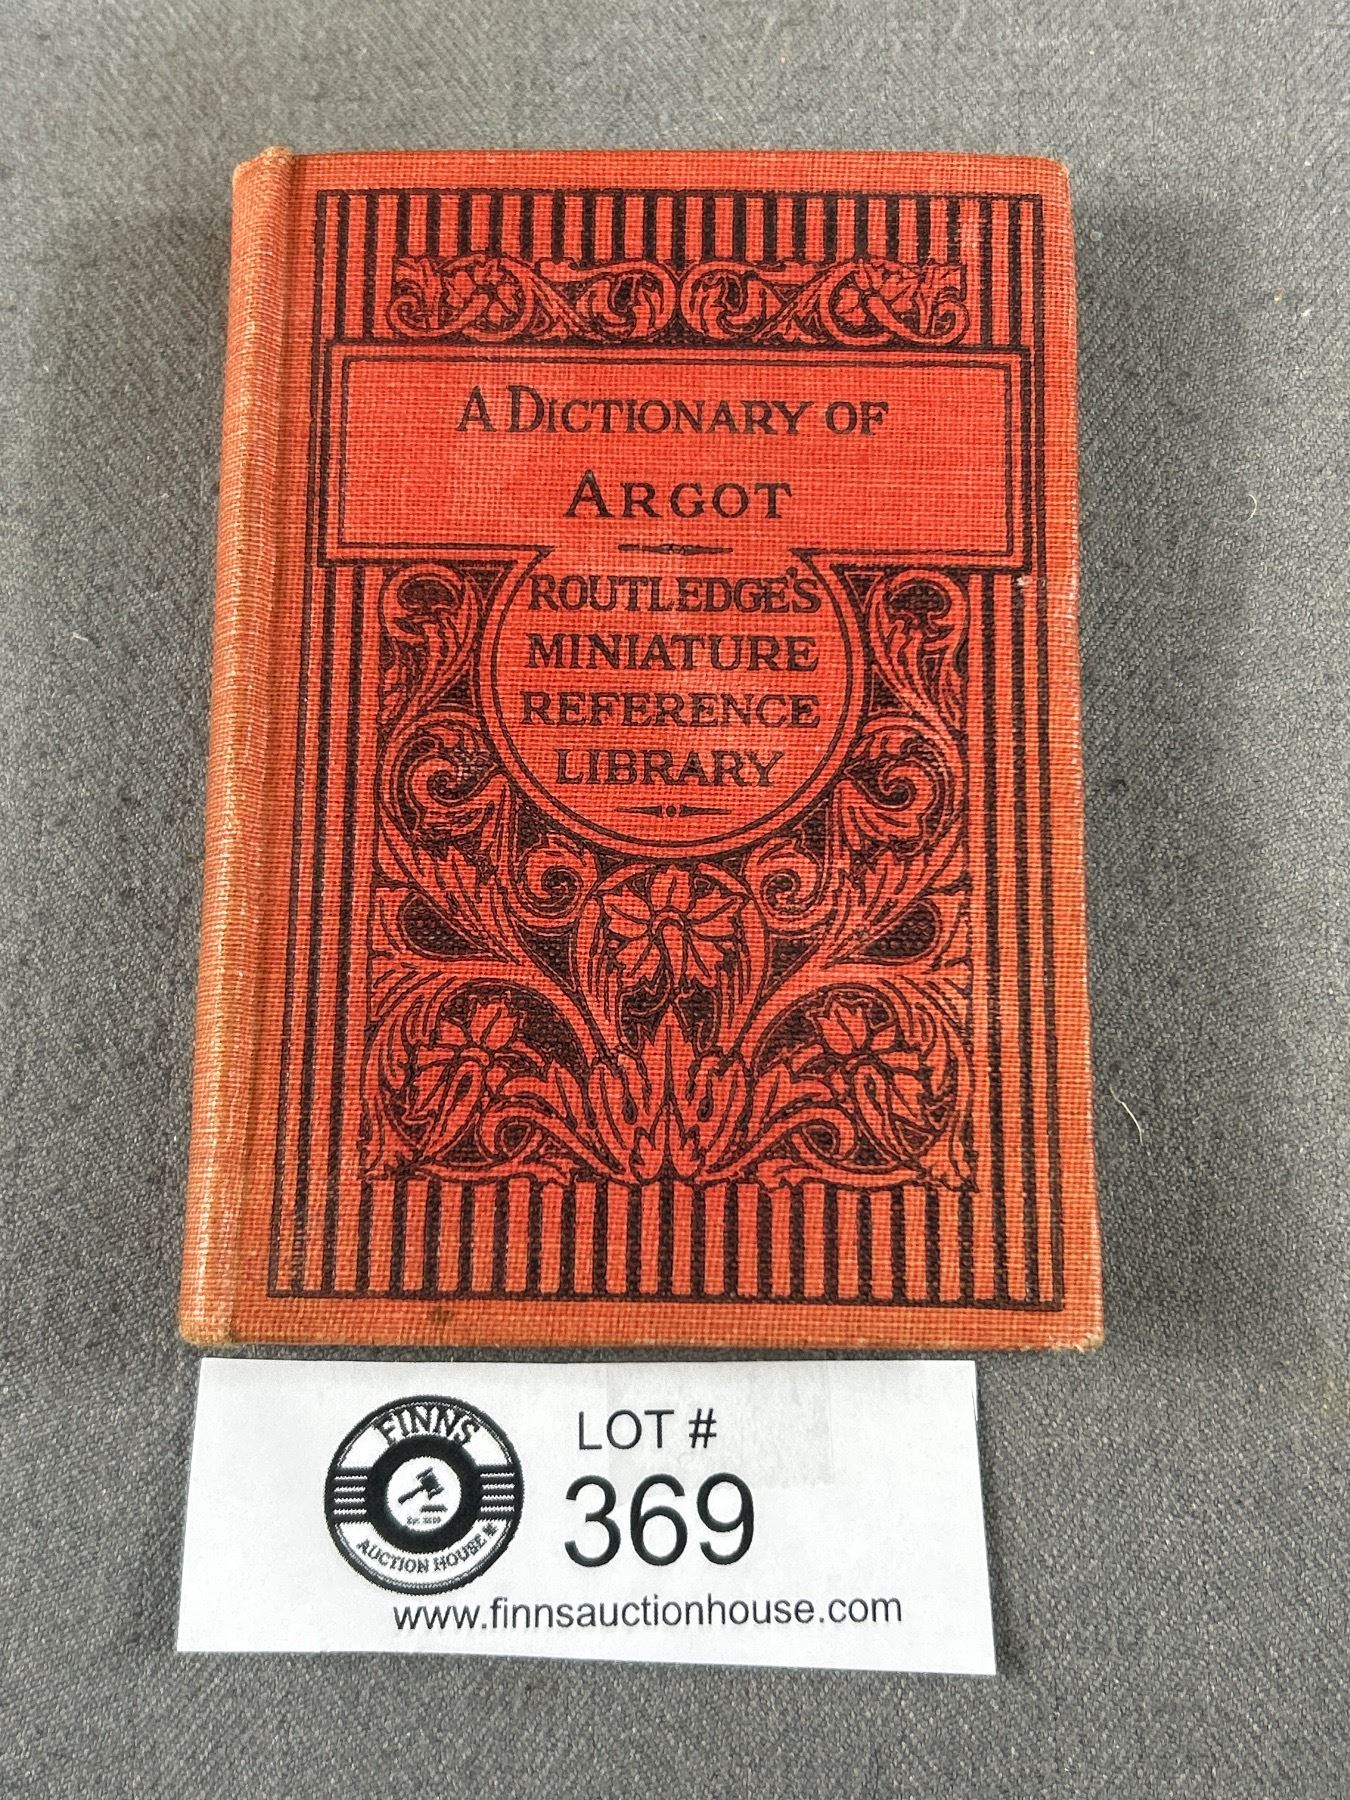 A DICTIONARY OF
ARGOT
ROUTLEDGE'S
MINIATURE
REFERENCE
LIBRARY
FINNS
AUCTION HOUSE
LOT #
369
www.finnsauctionhouse.com